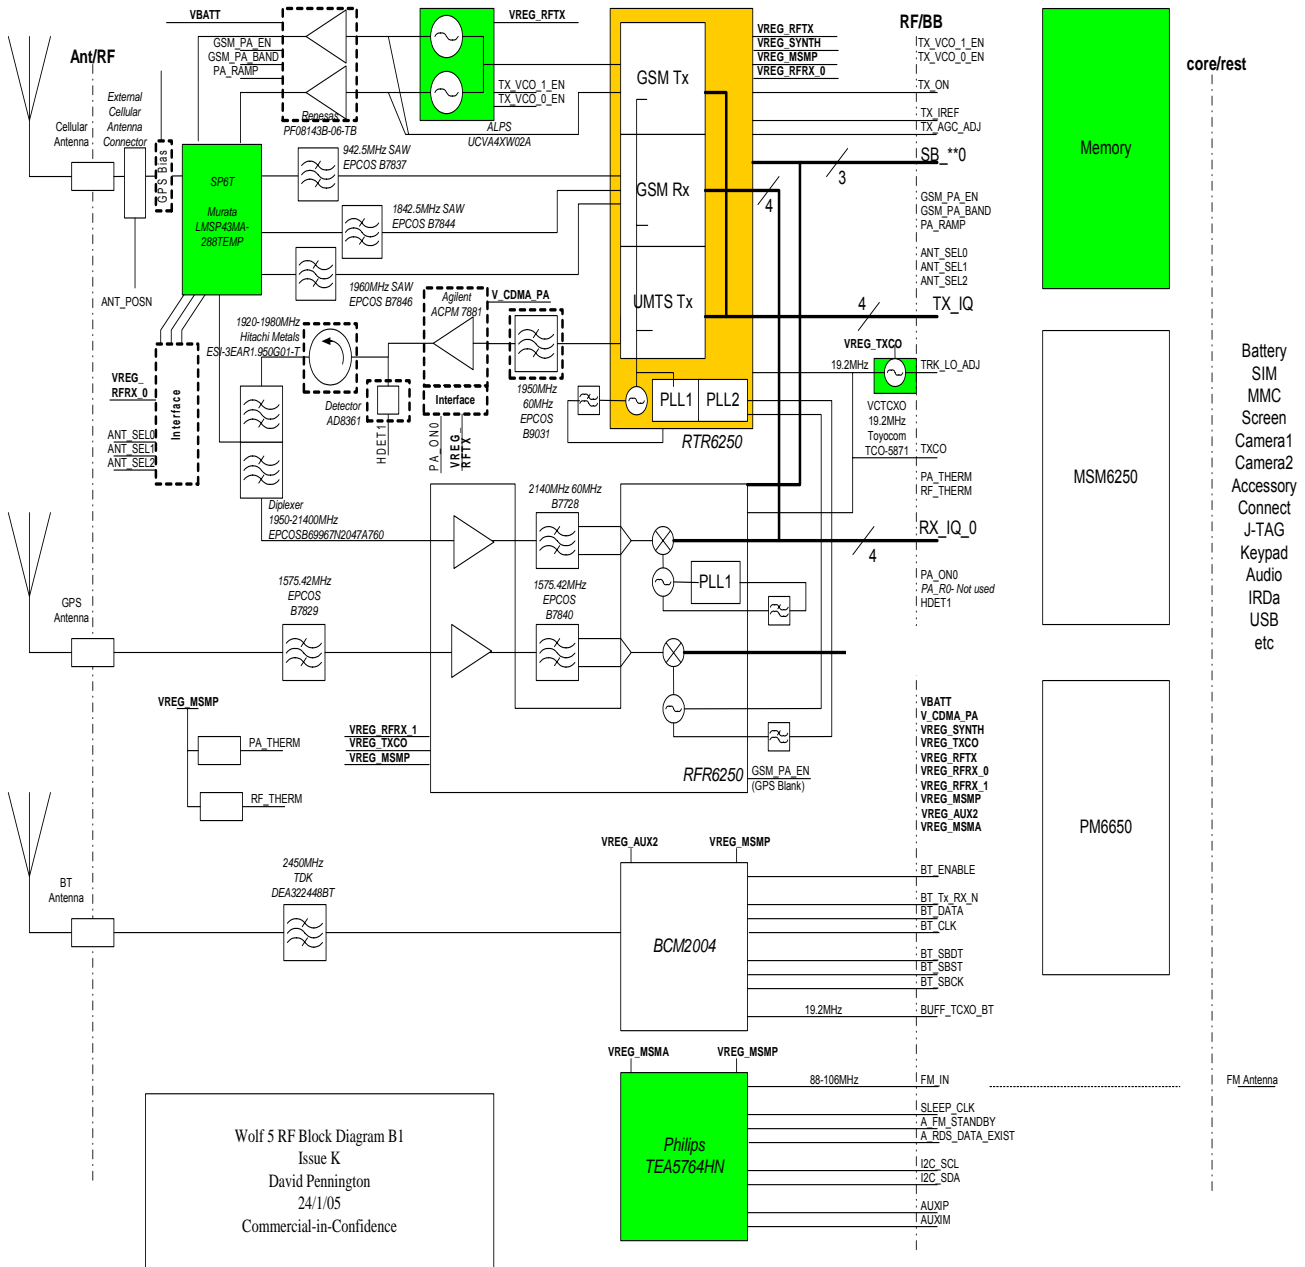 VBATT
VREG_RFTX
RF/BB
Ant/RF
core/rest
GSM_PA_EN
GSM_PA_BAND
PA_RAMP
VREG_RFTX
VREG_SYNTH
VREG_MSMP
VREG_RFRX_0
TX_VCO_1_EN
TX_VCO_0_EN
GSM Tx
TX_VCO_1_EN
TX_VCO_0_EN
TX_ON
External
Cellular
Antenna
Connector
Cellular
Antenna
Renesas
PF08143B-06-TB
ALPS
UCVA4XW02A
TX_IREF
TX_AGC_ADJ
Memory
942.5MHz SAW
EPCOS B7837
SB_**0
3
GPS Bias
SP6T
Murata
LMSP43MA-
288TEMP
GSM Rx
4
GSM_PA_EN
GSM_PA_BAND
PA_RAMP
1842.5MHz SAW
EPCOS B7844
ANT_SEL0
ANT_SEL1
ANT_SEL2
1960MHz SAW
EPCOS B7846
ANT_POSN
Agilent
ACPM 7881
V_CDMA_PA
UMTS Tx
4
TX_IQ
1920-1980MHz
Hitachi Metals
ESI-3EAR1.950G01-T
VREG_TXCO
19.2MHz
TRK_LO_ADJ
VREG_
RFRX_0
Interface
ANT_SEL0
ANT_SEL1
ANT_SEL2
Detector
AD8361
Interface
1950MHz
60MHz
EPCOS
B9031
PLL1
PLL2
VCTCXO
19.2MHz
Toyocom
TCO-5871
RTR6250
TXCO
HDET1
PA_ON0
VREG_
RFTX
MSM6250
Battery
SIM
MMC
Screen
Camera1
Camera2
Accessory
Connect
J-TAG
Keypad
Audio
IRDa
USB
etc
PA_THERM
RF_THERM
2140MHz 60MHz
B7728
Diplexer
1950-21400MHz
EPCOSB69967N2047A760
RX_IQ_0
4
PLL1
PA_ON0
PA_R0- Not used
HDET1
GPS
Antenna
1575.42MHz
EPCOS
B7829
1575.42MHz
EPCOS
B7840
VREG_MSMP
PA_THERM
RF_THERM
VREG_RFRX_1
VREG_TXCO
VREG_MSMP
RFR6250
GSM_PA_EN
(GPS Blank)
VBATT
V_CDMA_PA
VREG_SYNTH
VREG_TXCO
VREG_RFTX
VREG_RFRX_0
VREG_RFRX_1
VREG_MSMP
VREG_AUX2
VREG_MSMA
PM6650
VREG_AUX2
VREG_MSMP
BT
Antenna
2450MHz
TDK
DEA322448BT
BCM2004
BT_ENABLE
BT_Tx_RX_N
BT_DATA
BT_CLK
BT_SBDT
BT_SBST
BT_SBCK
19.2MHz
BUFF_TCXO_BT
VREG_MSMA
VREG_MSMP
88-106MHz
FM_IN
FM Antenna
Philips
TEA5764HN
SLEEP_CLK
A_FM_STANDBY
A_RDS_DATA_EXIST
I2C_SCL
I2C_SDA
AUXIP
AUXIM
Wolf 5 RF Block Diagram B1
Issue K
David Pennington
24/1/05
Commercial-in-Confidence